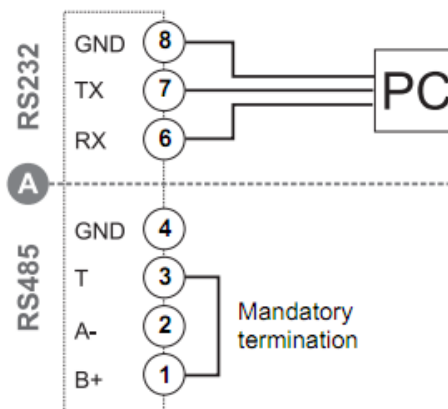 RS232
GND 8
TX 7
RX 6
PC
A
RS485
GND 4
T 3
A- 2
B+ 1
Mandatory
termination